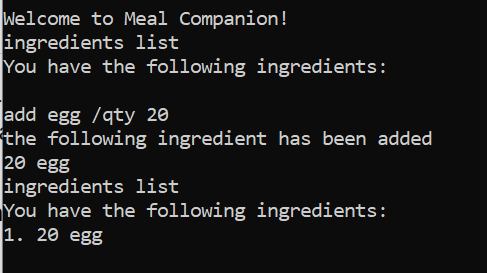 Welcome to Meal Companion!
ingredients list
You have the following ingredients:
add egg /qty 20
the following ingredient has been added
20 egg
ingredients list
You have the following ingredients:
1. 20 egg